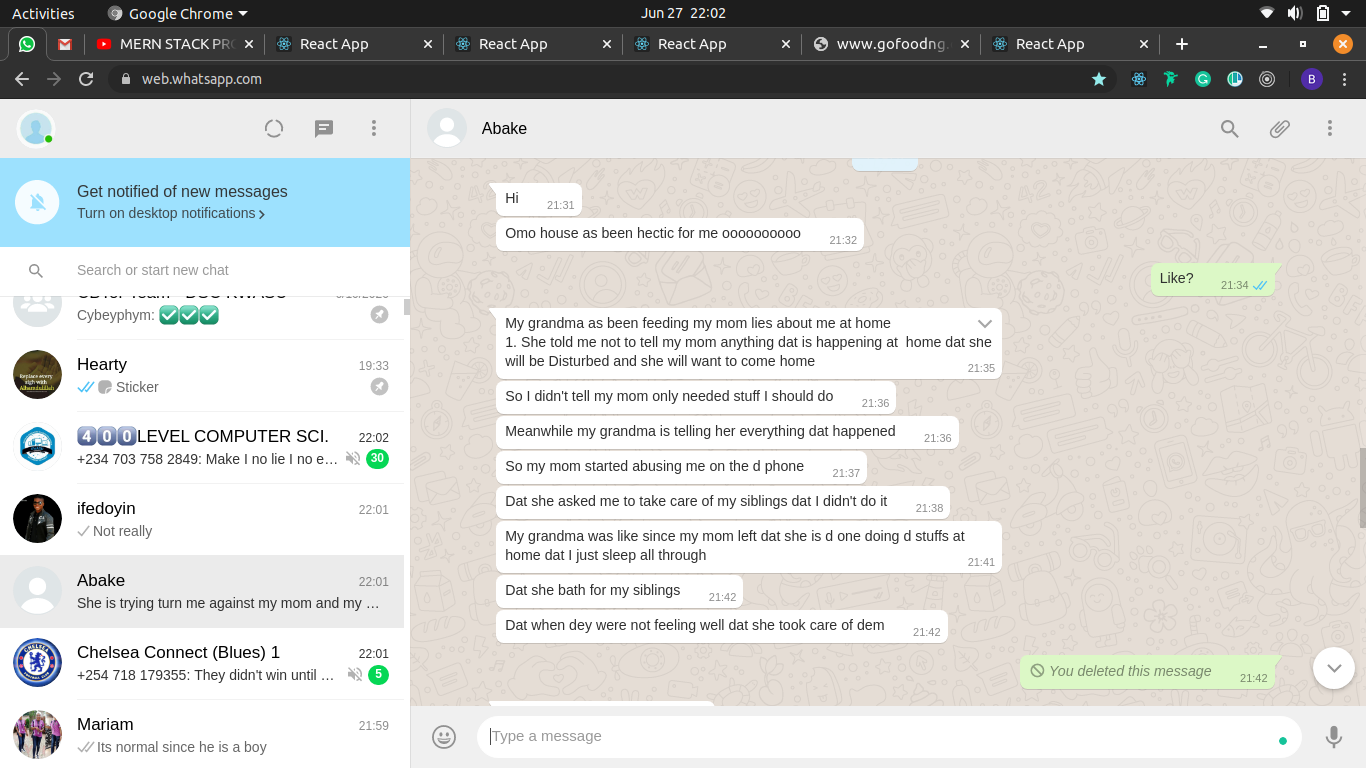 Activities
Google Chrome
Jun 27 22:02
MERN STACK PR
React App
React App
React App
www.gofoodng.
React App
web.whatsapp.com
B
Get notified of new messages
Turn on desktop notifications
Search or start new chat
Cybeyphym: ✅✅✅
Hearty
19:33
Sticker
4️⃣0️⃣0️⃣LEVEL COMPUTER SCI.
22:02
+234 703 758 2849: Make I no lie I no e…
30
ifedoyin
22:01
Not really
Abake
22:01
She is trying turn me against my mom and my …
Chelsea Connect (Blues) 1
22:01
+254 718 179355: They didn't win until …
5
Mariam
21:59
Its normal since he is a boy
Abake
Hi
21:31
Omo house as been hectic for me oooooooooo
21:32
Like?
21:34
My grandma as been feeding my mom lies about me at home
1. She told me not to tell my mom anything dat is happening at  home dat she
will be Disturbed and she will want to come home
21:35
So I didn't tell my mom only needed stuff I should do
21:36
Meanwhile my grandma is telling her everything dat happened
21:36
So my mom started abusing me on the d phone
21:37
Dat she asked me to take care of my siblings dat I didn't do it
21:38
My grandma was like since my mom left dat she is d one doing d stuffs at
home dat I just sleep all through
21:41
Dat she bath for my siblings
21:42
Dat when dey were not feeling well dat she took care of dem
21:42
You deleted this message
21:42
Type a message